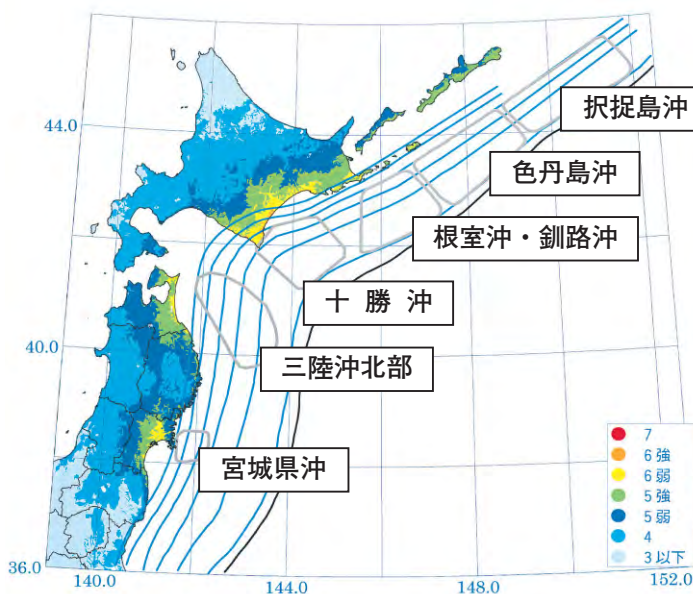 44.0
択捉島沖
色丹島沖
根室沖・釧路沖
十 勝 沖
40.0
三陸沖北部
宮城県沖
7
6強
6弱
5強
5弱
4
3以下
36.0
140.0
144.0
148.0
152.0